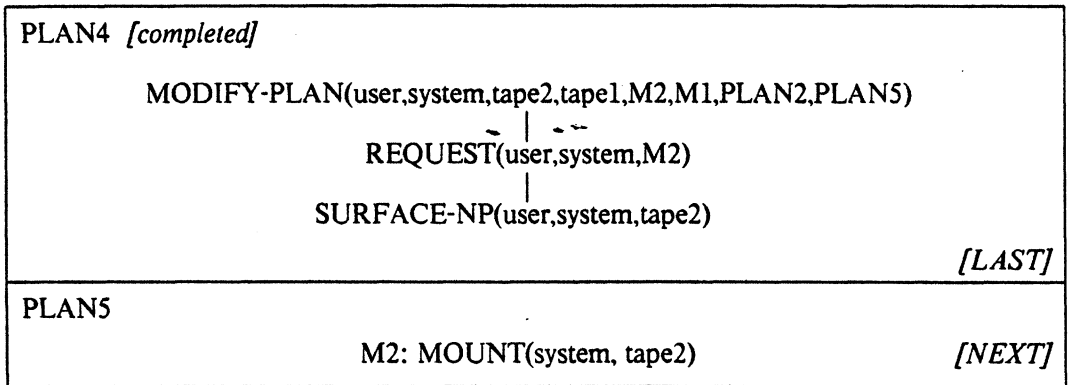 PLAN4 [completed]
MODIFY-PLAN(user,system,tape2,tape1,M2,M1,PLAN2,PLAN5)
REQUEST(user,system,M2)
SURFACE-NP(user,system,tape2)
[LAST]
PLAN5
M2: MOUNT(system, tape2) [NEXT]